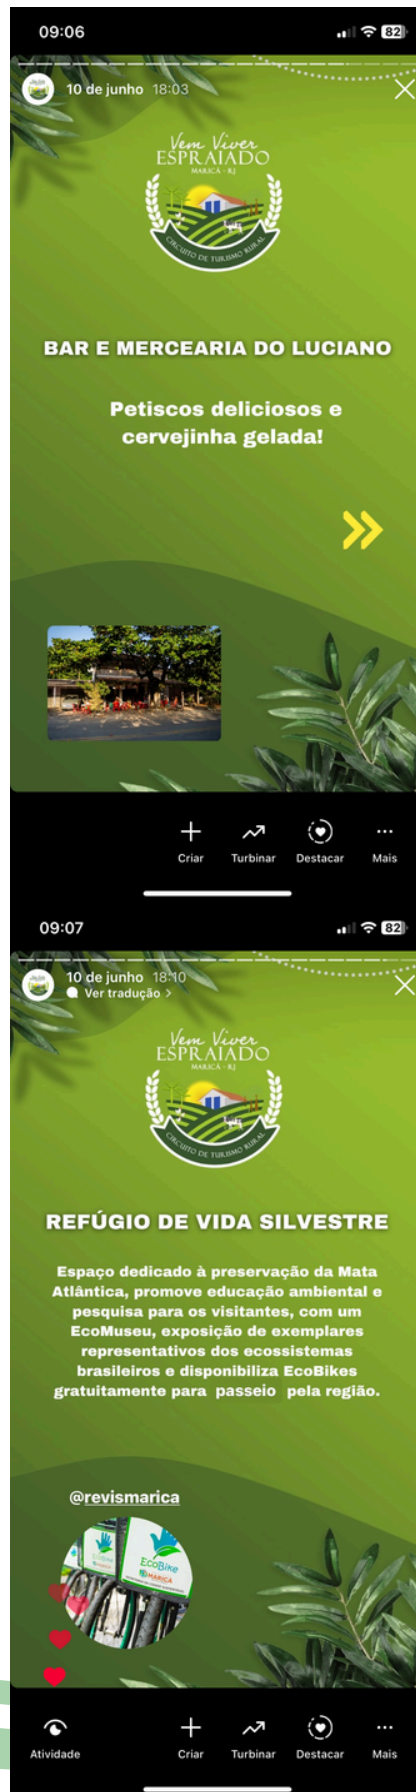 09:06
82
10 de junho 18:03
Vem Viver
ESPRAIADO
MARICÁ - RJ
CIRCUITO DE TURISMO RURAL
BAR E MERCEARIA DO LUCIANO
Petiscos deliciosos e
cervejinha gelada!
Criar Turbinar Destacar Mais
09:07
82
10 de junho 18:10
Ver tradução >
Vem Viver
ESPRAIADO
MARICÁ - RJ
CIRCUITO DE TURISMO RURAL
REFÚGIO DE VIDA SILVESTRE
Espaço dedicado à preservação da Mata
Atlântica, promove educação ambiental e
pesquisa para os visitantes, com um
EcoMuseu, exposição de exemplares
representativos dos ecossistemas
brasileiros e disponibiliza EcoBikes
gratuitamente para passeio pela região.
@revismarica
EcoBike
EcoBike
MARICÁ
Atividade Criar Turbinar Destacar Mais